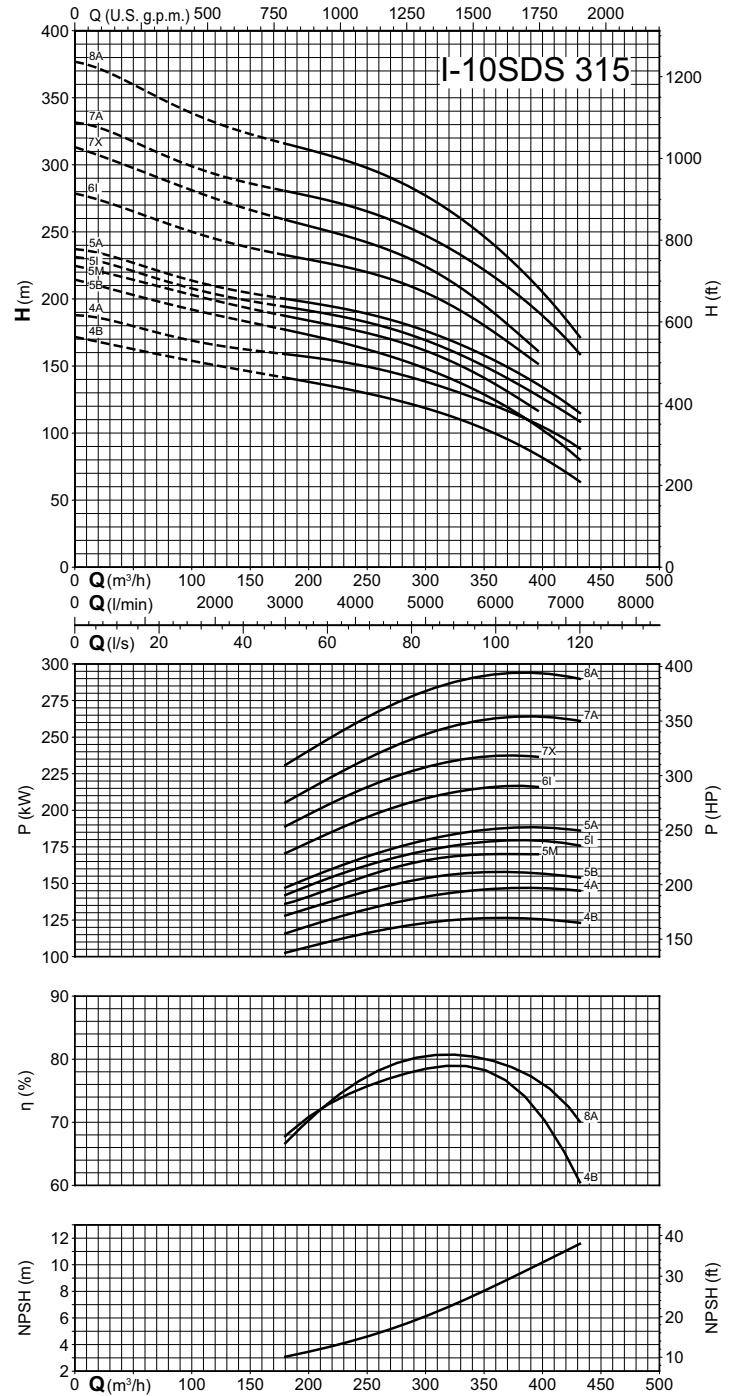 0 Q (U.S. g.p.m.) 500 750 1000 1250 1500 1750 2000
I-10SDS 315
400
350
300
250
200
150
100
50
0
H (m)
1200
1000
800
600
400
200
0
H (ft)
8A
7A
7X
6I
5A
5I
5M
5B
4A
4B
0 Q (m³/h) 100 150 200 250 300 350 400 450 500
0 Q (l/min) 2000 3000 4000 5000 6000 7000 8000
0 Q (l/s) 20 40 60 80 100 120
300
275
250
225
200
175
150
125
100
P (kW)
400
350
300
250
200
150
P (HP)
8A
7A
7X
6I
5A
5I
5M
5B
4A
4B
90
80
70
60
η (%)
8A
4B
12
10
8
6
4
2
NPSH (m)
40
30
20
10
NPSH (ft)
0 Q (m³/h) 100 150 200 250 300 350 400 450 500